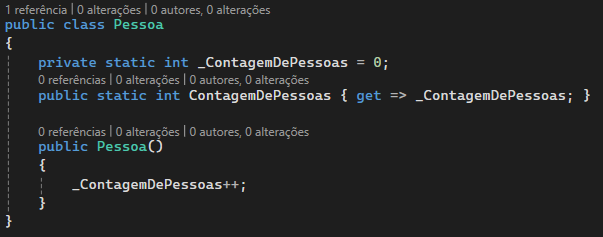 1 referência | 0 alterações | 0 autores, 0 alterações
public class Pessoa
{
private static int _ContagemDePessoas = 0;
0 referências | 0 alterações | 0 autores, 0 alterações
public static int ContagemDePessoas { get => _ContagemDePessoas; }
0 referências | 0 alterações | 0 autores, 0 alterações
public Pessoa()
{
_ContagemDePessoas++;
}
}